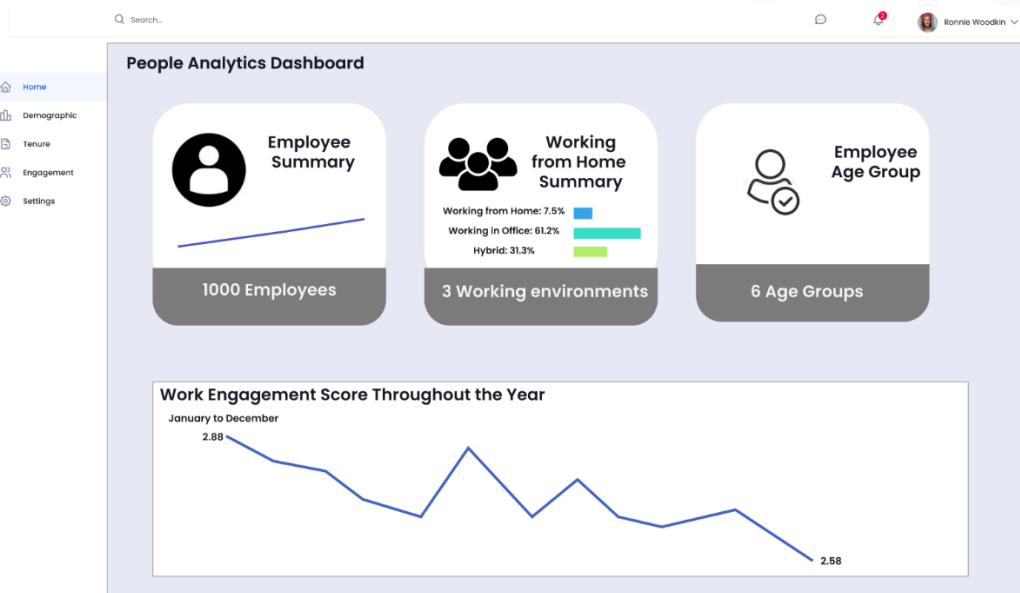 Search...
2
Ronnie Woodkin
Home
Demographic
Tenure
Engagement
Settings
People Analytics Dashboard
Employee
Summary
1000 Employees
Working
from Home
Summary
Working from Home: 7.5%
Working in Office: 61.2%
Hybrid: 31.3%
3 Working environments
Employee
Age Group
6 Age Groups
Work Engagement Score Throughout the Year
January to December
2.88
2.58